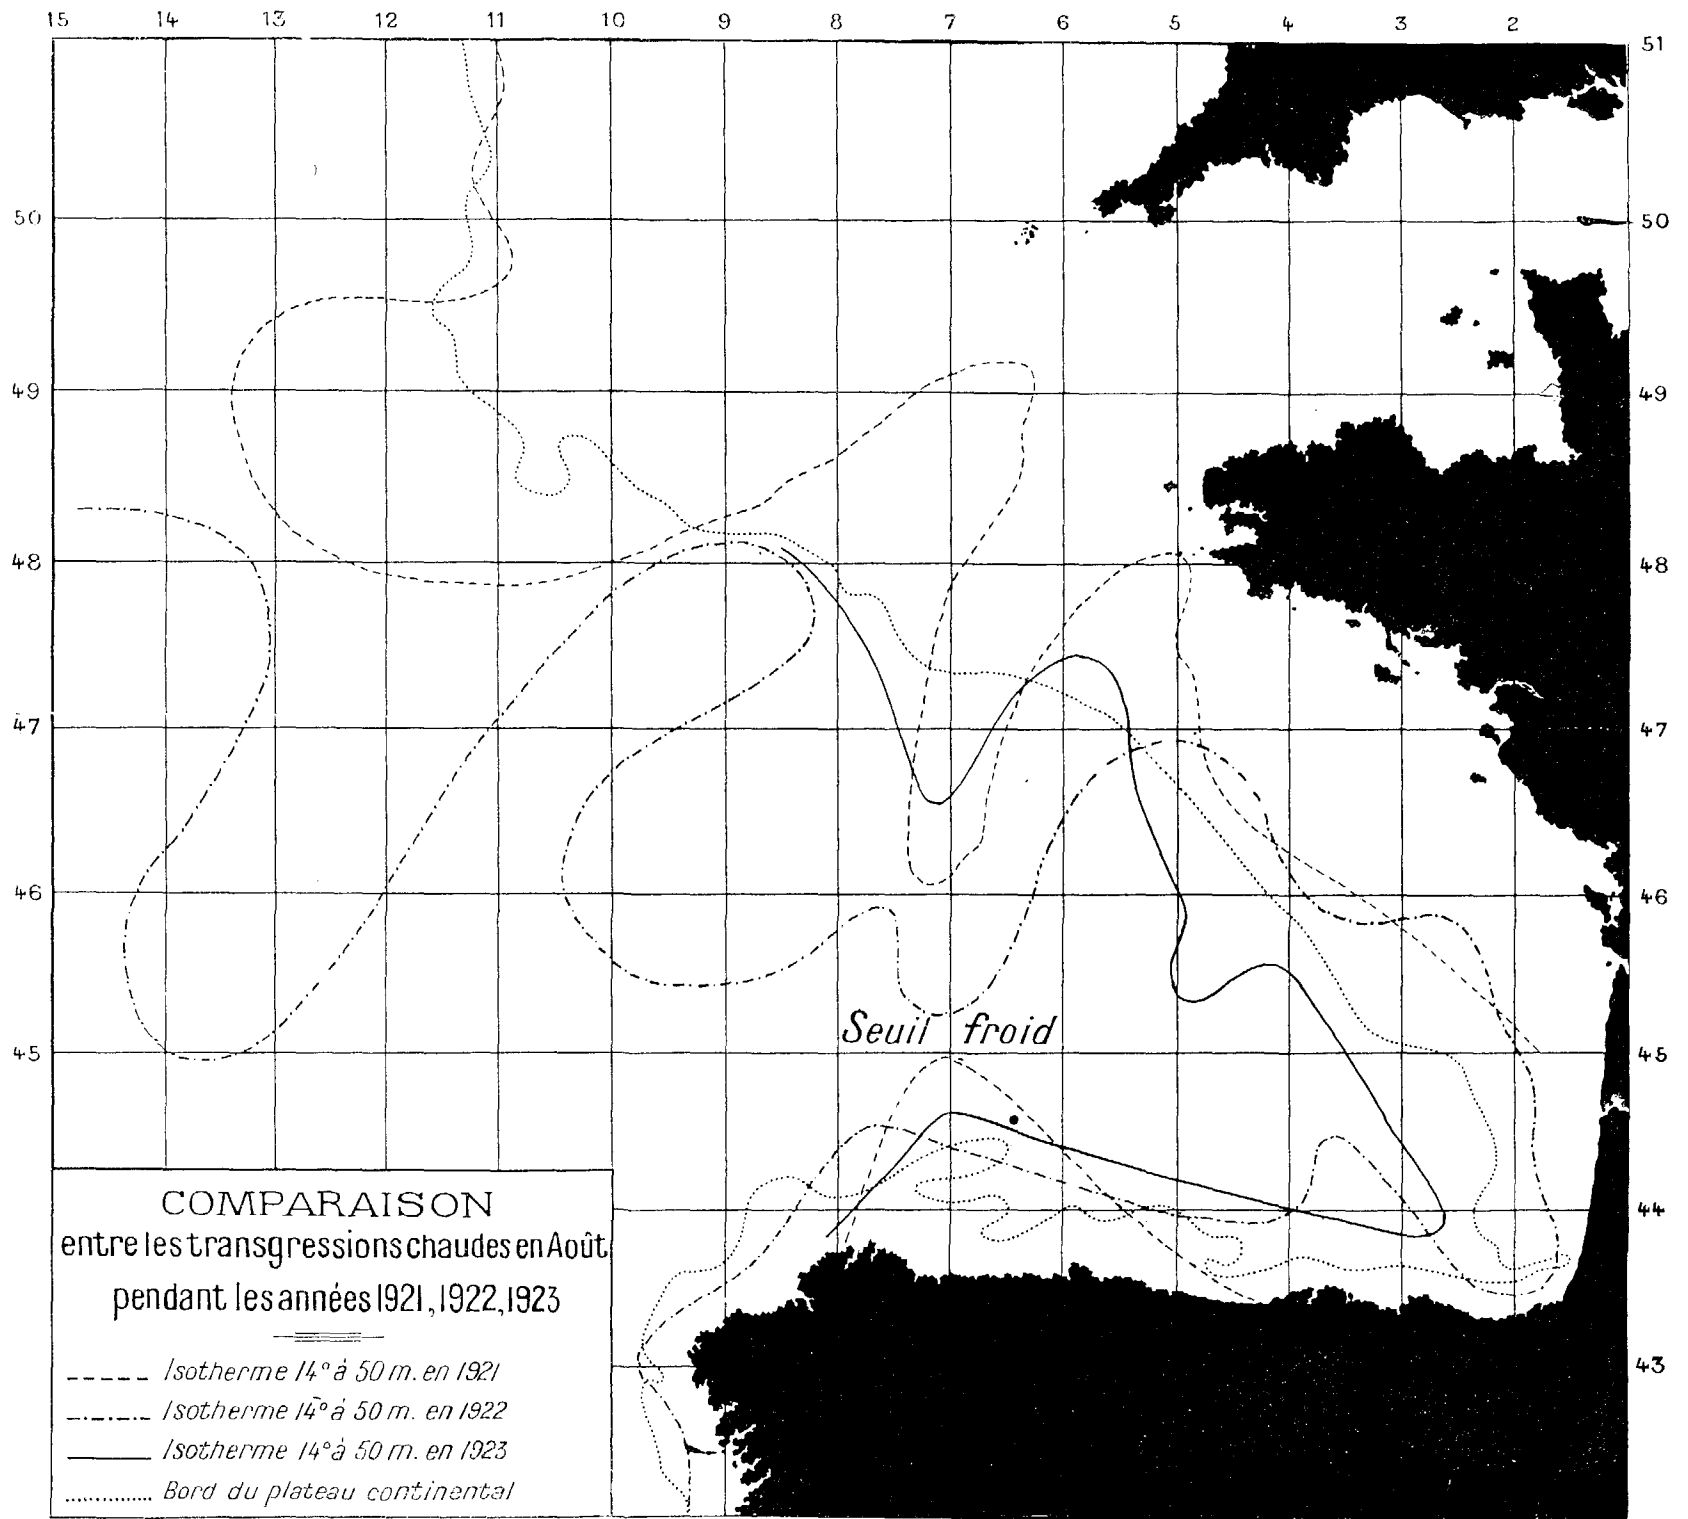 15 14 13 12 11 10 9 8 7 6 5 4 3 2
51
50 50
49 49
48 48
47 47
46 46
Seuil froid
45 45
44
43
COMPARAISON
entre les transgressions chaudes en Août
pendant les années 1921, 1922, 1923
Isotherme 14° à 50 m. en 1921
Isotherme 14° à 50 m. en 1922
Isotherme 14° à 50 m. en 1923
Bord du plateau continental